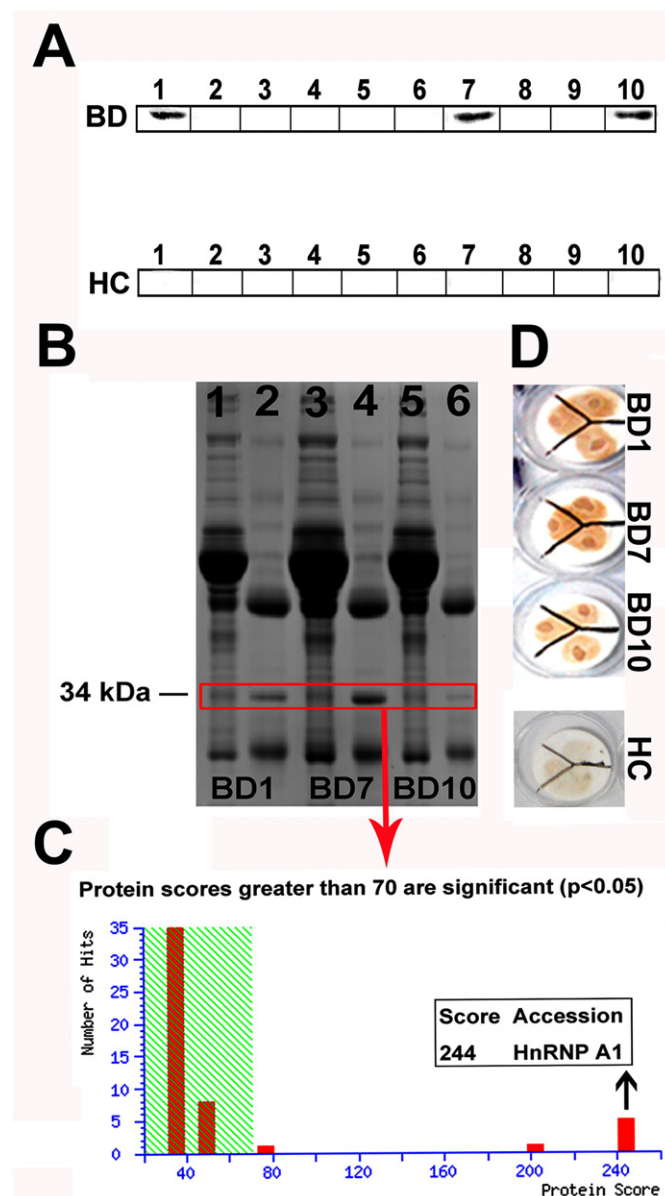 A
1 2 3 4 5 6 7 8 9 10
BD
1 2 3 4 5 6 7 8 9 10
HC
B
1 2 3 4 5 6
34 kDa
BD1 BD7 BD10
D
BD1
BD7
BD10
HC
C
Protein scores greater than 70 are significant (p<0.05)
Number of Hits
35
30
25
20
15
10
5
0
Score Accession
244 HnRNP A1
40 80 120 160 200 240
Protein Score